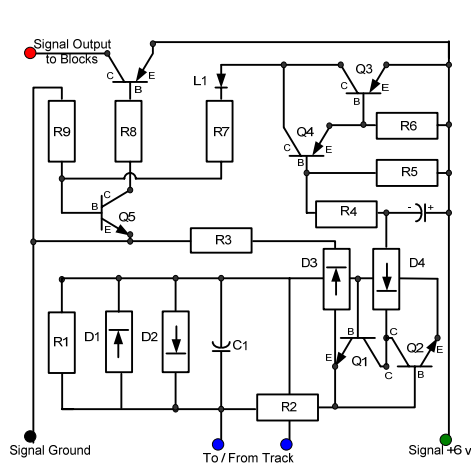 Signal Output
to Blocks
C
E
B
L1
C
Q3
E
B
R9
R8
R7
Q4
C
E
B
R6
R5
C
B
Q5
E
R4
- +
R3
D3
D4
R1
D1
D2
C1
B
E
Q1
C
C
Q2
E
B
R2
Signal Ground
To / From Track
Signal +6 v